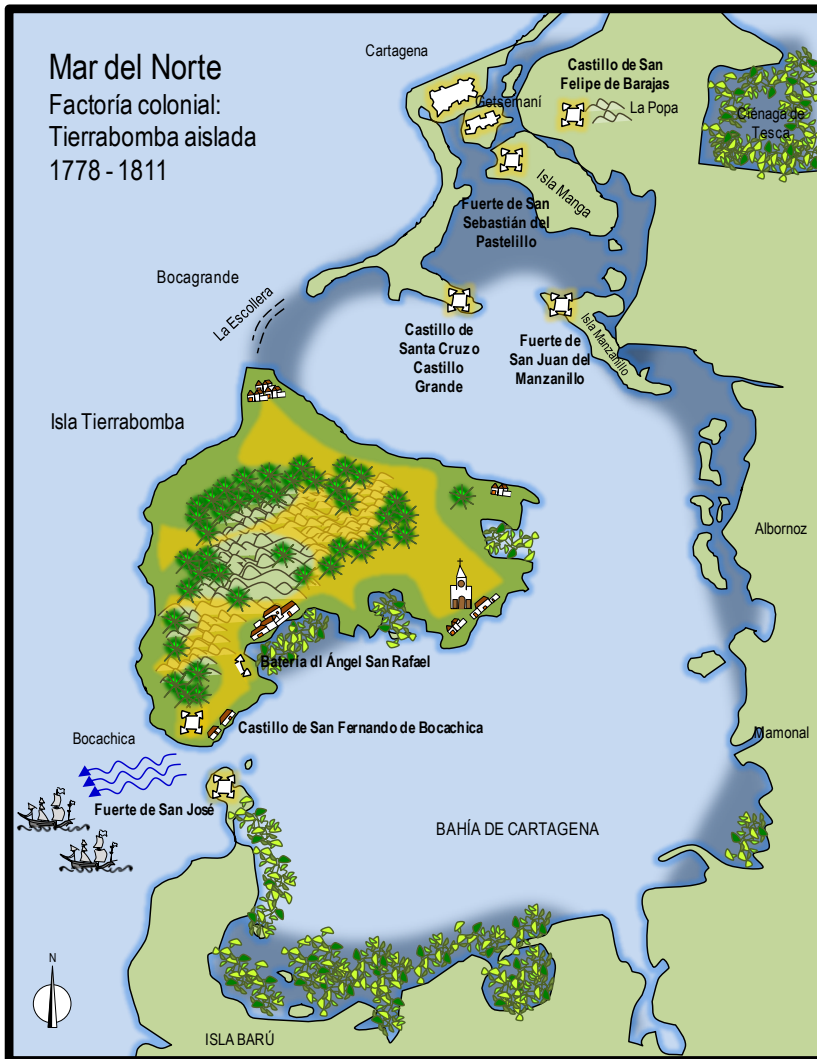 Mar del Norte
Factoría colonial:
Tierrabomba aislada
1778 - 1811
Cartagena
Getsemaní
Castillo de San
Felipe de Barajas
La Popa
Ciénaga de
Tesca
Isla Manga
Fuerte de San
Sebastián del
Pastelillo
Bocagrande
La Escollera
Castillo de
Santa Cruz o
Castillo
Grande
Fuerte de
San Juan del
Manzanillo
Isla Manzanillo
Isla Tierrabomba
Albornoz
Batería dl Ángel San Rafael
Castillo de San Fernando de Bocachica
Bocachica
Mamonal
Fuerte de San José
BAHÍA DE CARTAGENA
N
ISLA BARÚ